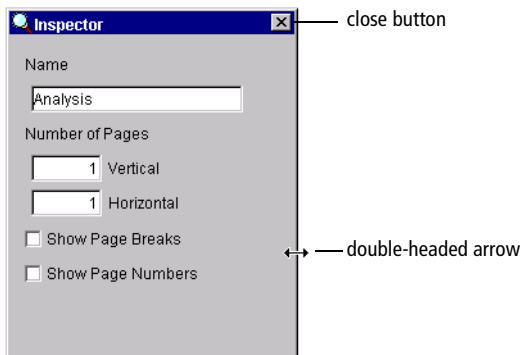 Inspector
close button
Name
Analysis
Number of Pages
1 Vertical
1 Horizontal
Show Page Breaks
double-headed arrow
Show Page Numbers